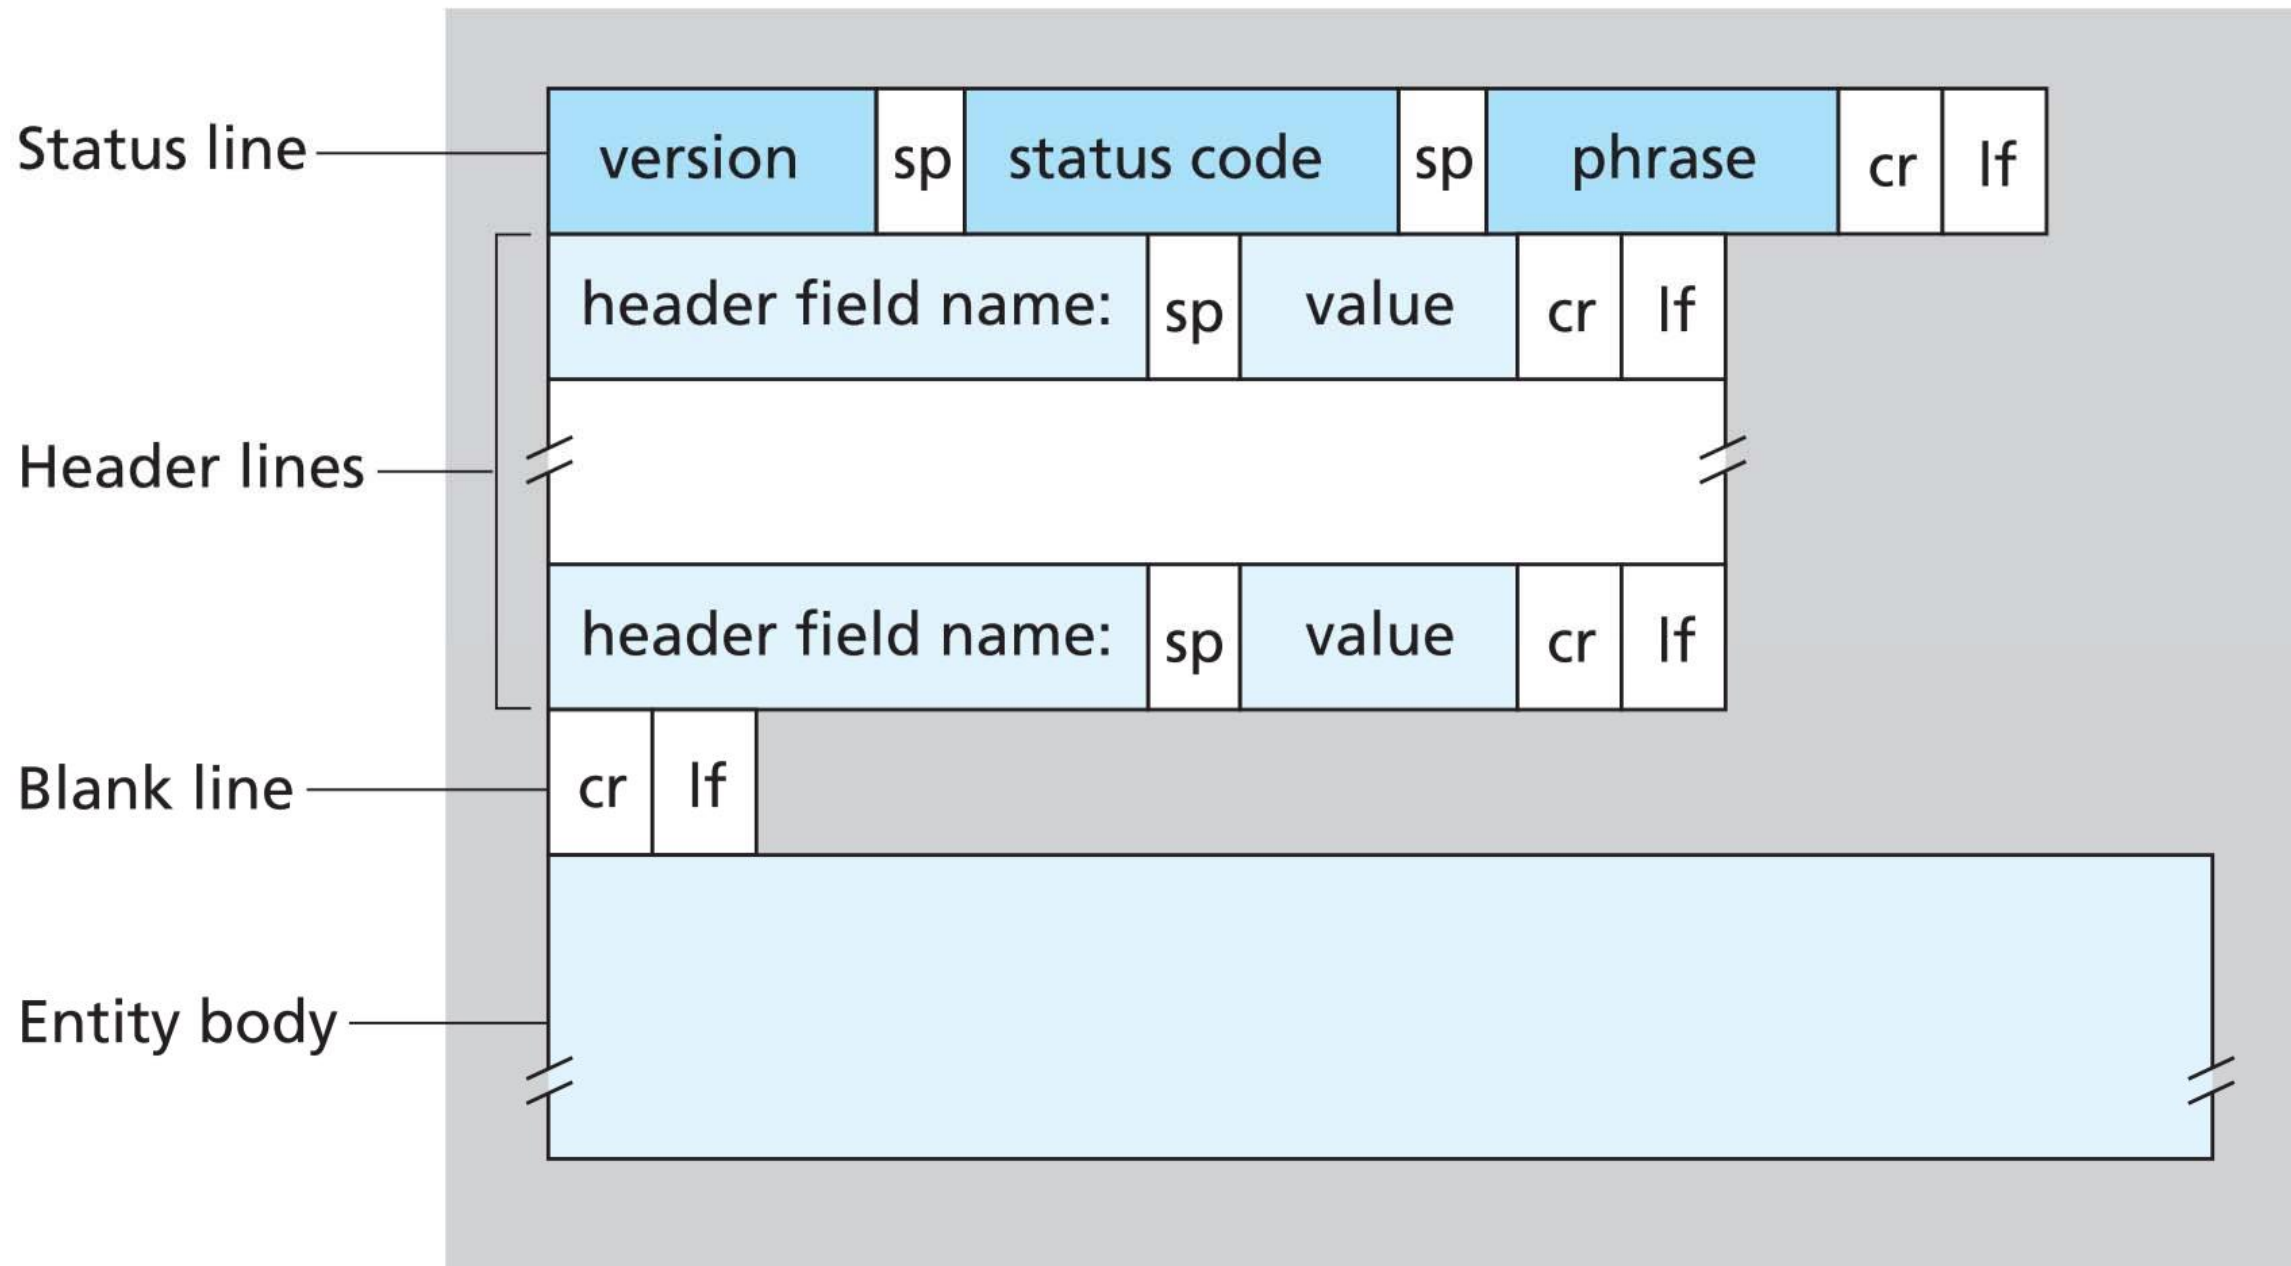 Status line version sp status code sp phrase cr lf
header field name: sp value cr lf
Header lines
header field name: sp value cr lf
Blank line cr lf
Entity body